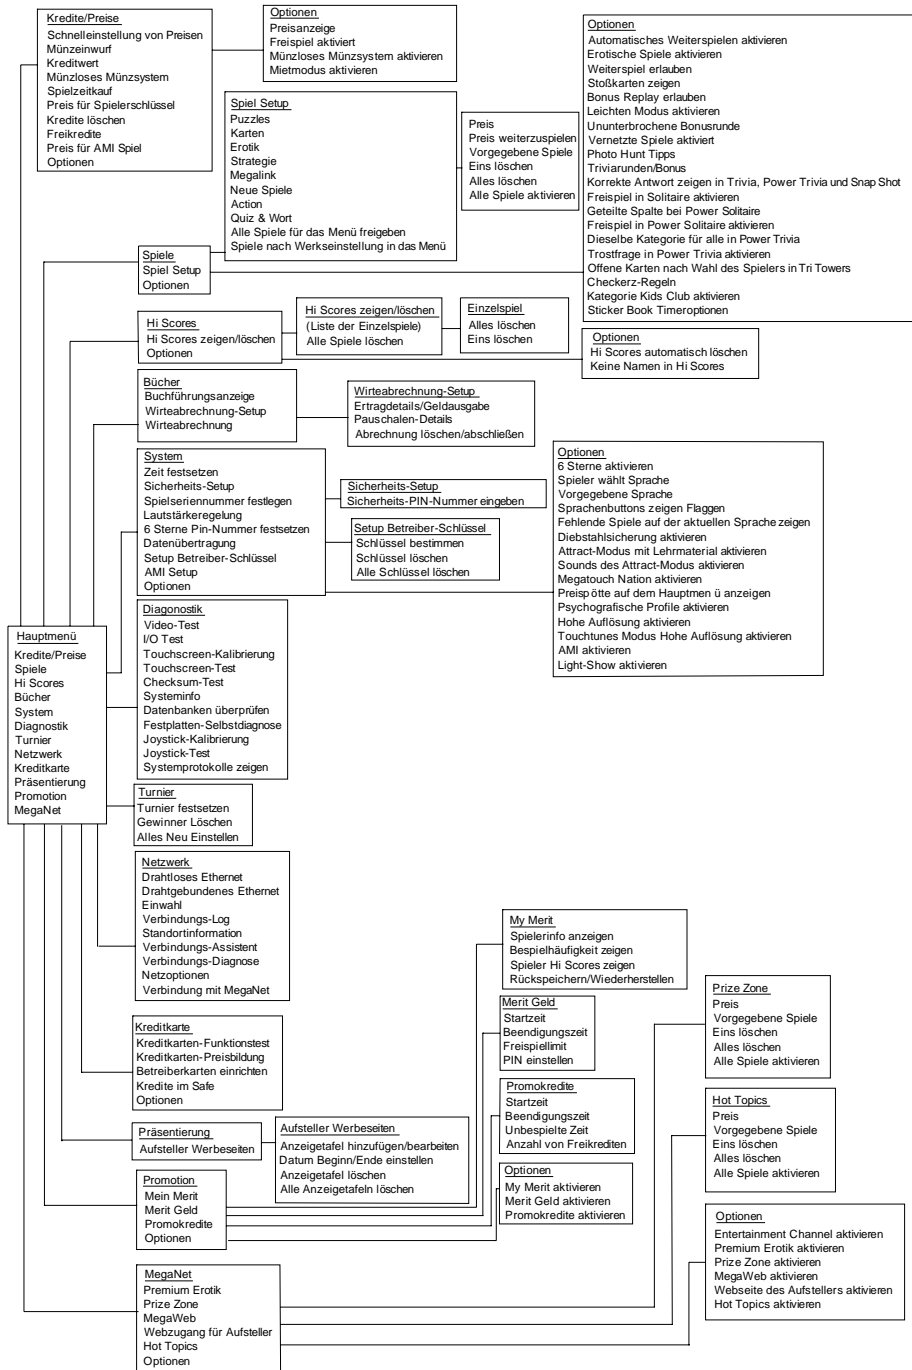 Kredite/Preise
Schnelleinstellung von Preisen
Münzeinwurf
Kreditwert
Münzloses Münzsystem
Spielzeitkauf
Preis für Spielerschlüssel
Kredite löschen
Freikredite
Preis für AMI Spiel
Optionen
Optionen
Preisanzeige
Freispiel aktiviert
Münzloses Münzsystem aktivieren
Mietmodus aktivieren
Spiel Setup
Puzzles
Karten
Erotik
Strategie
Megalink
Neue Spiele
Action
Quiz & Wort
Alle Spiele für das Menü freigeben
Spiele nach Werkseinstellung in das Menü
Preis
Preis weiterzuspielen
Vorgegebene Spiele
Eins löschen
Alles löschen
Alle Spiele aktivieren
Optionen
Automatisches Weiterspielen aktivieren
Erotische Spiele aktivieren
Weiterspiel erlauben
Stoßkarten zeigen
Bonus Replay erlauben
Leichten Modus aktivieren
Ununterbrochene Bonusrunde
Vernetzte Spiele aktiviert
Photo Hunt Tipps
Triviarunden/Bonus
Korrekte Antwort zeigen in Trivia, Power Trivia und Snap Shot
Freispiel in Solitaire aktivieren
Geteilte Spalte bei Power Solitaire
Freispiel in Power Solitaire aktivieren
Dieselbe Kategorie für alle in Power Trivia
Trostfrage in Power Trivia aktivieren
Offene Karten nach Wahl des Spielers in Tri Towers
Checkerz-Regeln
Kategorie Kids Club aktivieren
Sticker Book Timeroptionen
Spiele
Spiel Setup
Optionen
Hi Scores
Hi Scores zeigen/löschen
Optionen
Hi Scores zeigen/löschen
(Liste der Einzelspiele)
Alle Spiele löschen
Einzelspiel
Alles löschen
Eins löschen
Optionen
Hi Scores automatisch löschen
Keine Namen in Hi Scores
Bücher
Buchführungsanzeige
Wirteabrechnung-Setup
Wirteabrechnung
Wirteabrechnung-Setup
Ertragdetails/Geldausgabe
Pauschalen-Details
Abrechnung löschen/abschließen
System
Zeit festsetzen
Sicherheits-Setup
Spielseriennummer festlegen
Lautstärkeregelung
6 Sterne Pin-Nummer festsetzen
Datenübertragung
Setup Betreiber-Schlüssel
AMI Setup
Optionen
Sicherheits-Setup
Sicherheits-PIN-Nummer eingeben
Setup Betreiber-Schlüssel
Schlüssel bestimmen
Schlüssel löschen
Alle Schlüssel löschen
Optionen
6 Sterne aktivieren
Spieler wählt Sprache
Vorgegebene Sprache
Sprachenbuttons zeigen Flaggen
Fehlende Spiele auf der aktuellen Sprache zeigen
Diebstahlsicherung aktivieren
Attract-Modus mit Lehrmaterial aktivieren
Sounds des Attract-Modus aktivieren
Megatouch Nation aktivieren
Preispötte auf dem Hauptmen ü anzeigen
Psychografische Profile aktivieren
Hohe Auflösung aktivieren
Touchtunes Modus Hohe Auflösung aktivieren
AMI aktivieren
Light-Show aktivieren
Diagonostik
Video-Test
I/O Test
Touchscreen-Kalibrierung
Touchscreen-Test
Checksum-Test
Systeminfo
Datenbanken überprüfen
Festplatten-Selbstdiagnose
Joystick-Kalibrierung
Joystick-Test
Systemprotokolle zeigen
Hauptmenü
Kredite/Preise
Spiele
Hi Scores
Bücher
System
Diagnostik
Turnier
Netzwerk
Kreditkarte
Präsentierung
Promotion
MegaNet
Turnier
Turnier festsetzen
Gewinner Löschen
Alles Neu Einstellen
Netzwerk
Drahtloses Ethernet
Drahtgebundenes Ethernet
Einwahl
Verbindungs-Log
Standortinformation
Verbindungs-Assistent
Verbindungs-Diagnose
Netzoptionen
Verbindung mit MegaNet
Kreditkarte
Kreditkarten-Funktionstest
Kreditkarten-Preisbildung
Betreiberkarten einrichten
Kredite im Safe
Optionen
Präsentierung
Aufsteller Werbeseiten
Aufsteller Werbeseiten
Anzeigetafel hinzufügen/bearbeiten
Datum Beginn/Ende einstellen
Anzeigetafel löschen
Alle Anzeigetafeln löschen
Promotion
Mein Merit
Merit Geld
Promokredite
Optionen
My Merit
Spielerinfo anzeigen
Bespielhäufigkeit zeigen
Spieler Hi Scores zeigen
Rückspeichern/Wiederherstellen
Merit Geld
Startzeit
Beendigungszeit
Freispiellimit
PIN einstellen
Promokredite
Startzeit
Beendigungszeit
Unbespielte Zeit
Anzahl von Freikrediten
Optionen
My Merit aktivieren
Merit Geld aktivieren
Promokredite aktivieren
MegaNet
Premium Erotik
Prize Zone
MegaWeb
Webzugang für Aufsteller
Hot Topics
Optionen
Prize Zone
Preis
Vorgegebene Spiele
Eins löschen
Alles löschen
Alle Spiele aktivieren
Hot Topics
Preis
Vorgegebene Spiele
Eins löschen
Alles löschen
Alle Spiele aktivieren
Optionen
Entertainment Channel aktivieren
Premium Erotik aktivieren
Prize Zone aktivieren
MegaWeb aktivieren
Webseite des Aufstellers aktivieren
Hot Topics aktivieren